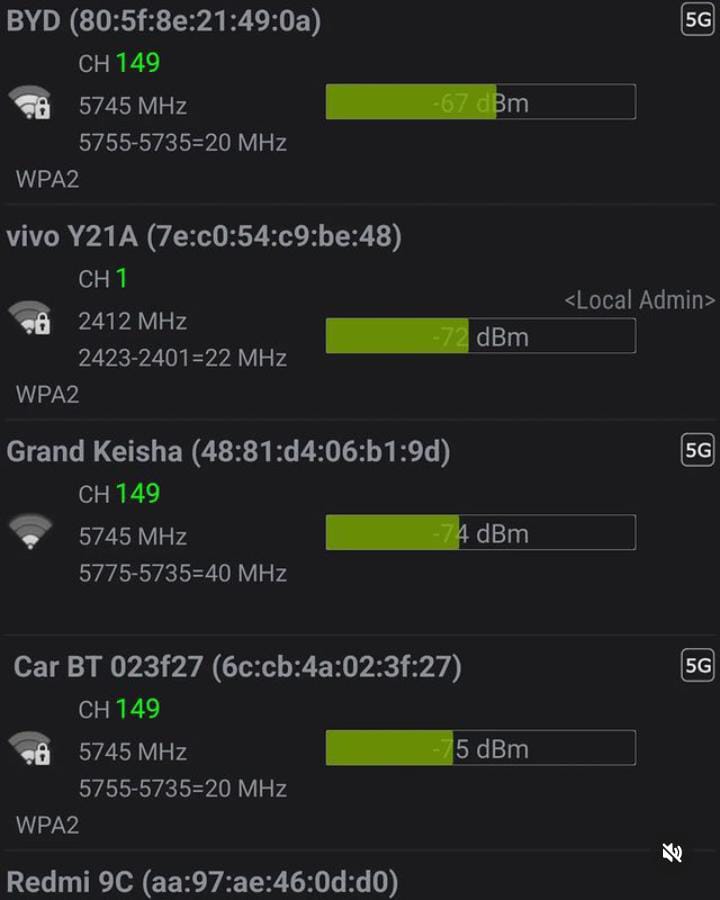 BYD (80:5f:8e:21:49:0a) 5G
CH 149
5745 MHz -67 dBm
5755-5735=20 MHz
WPA2
vivo Y21A (7e:c0:54:c9:be:48)
CH 1
<Local Admin>
2412 MHz -72 dBm
2423-2401=22 MHz
WPA2
Grand Keisha (48:81:d4:06:b1:9d) 5G
CH 149
5745 MHz -74 dBm
5775-5735=40 MHz
Car BT 023f27 (6c:cb:4a:02:3f:27) 5G
CH 149
5745 MHz -75 dBm
5755-5735=20 MHz
WPA2
Redmi 9C (aa:97:ae:46:0d:d0)